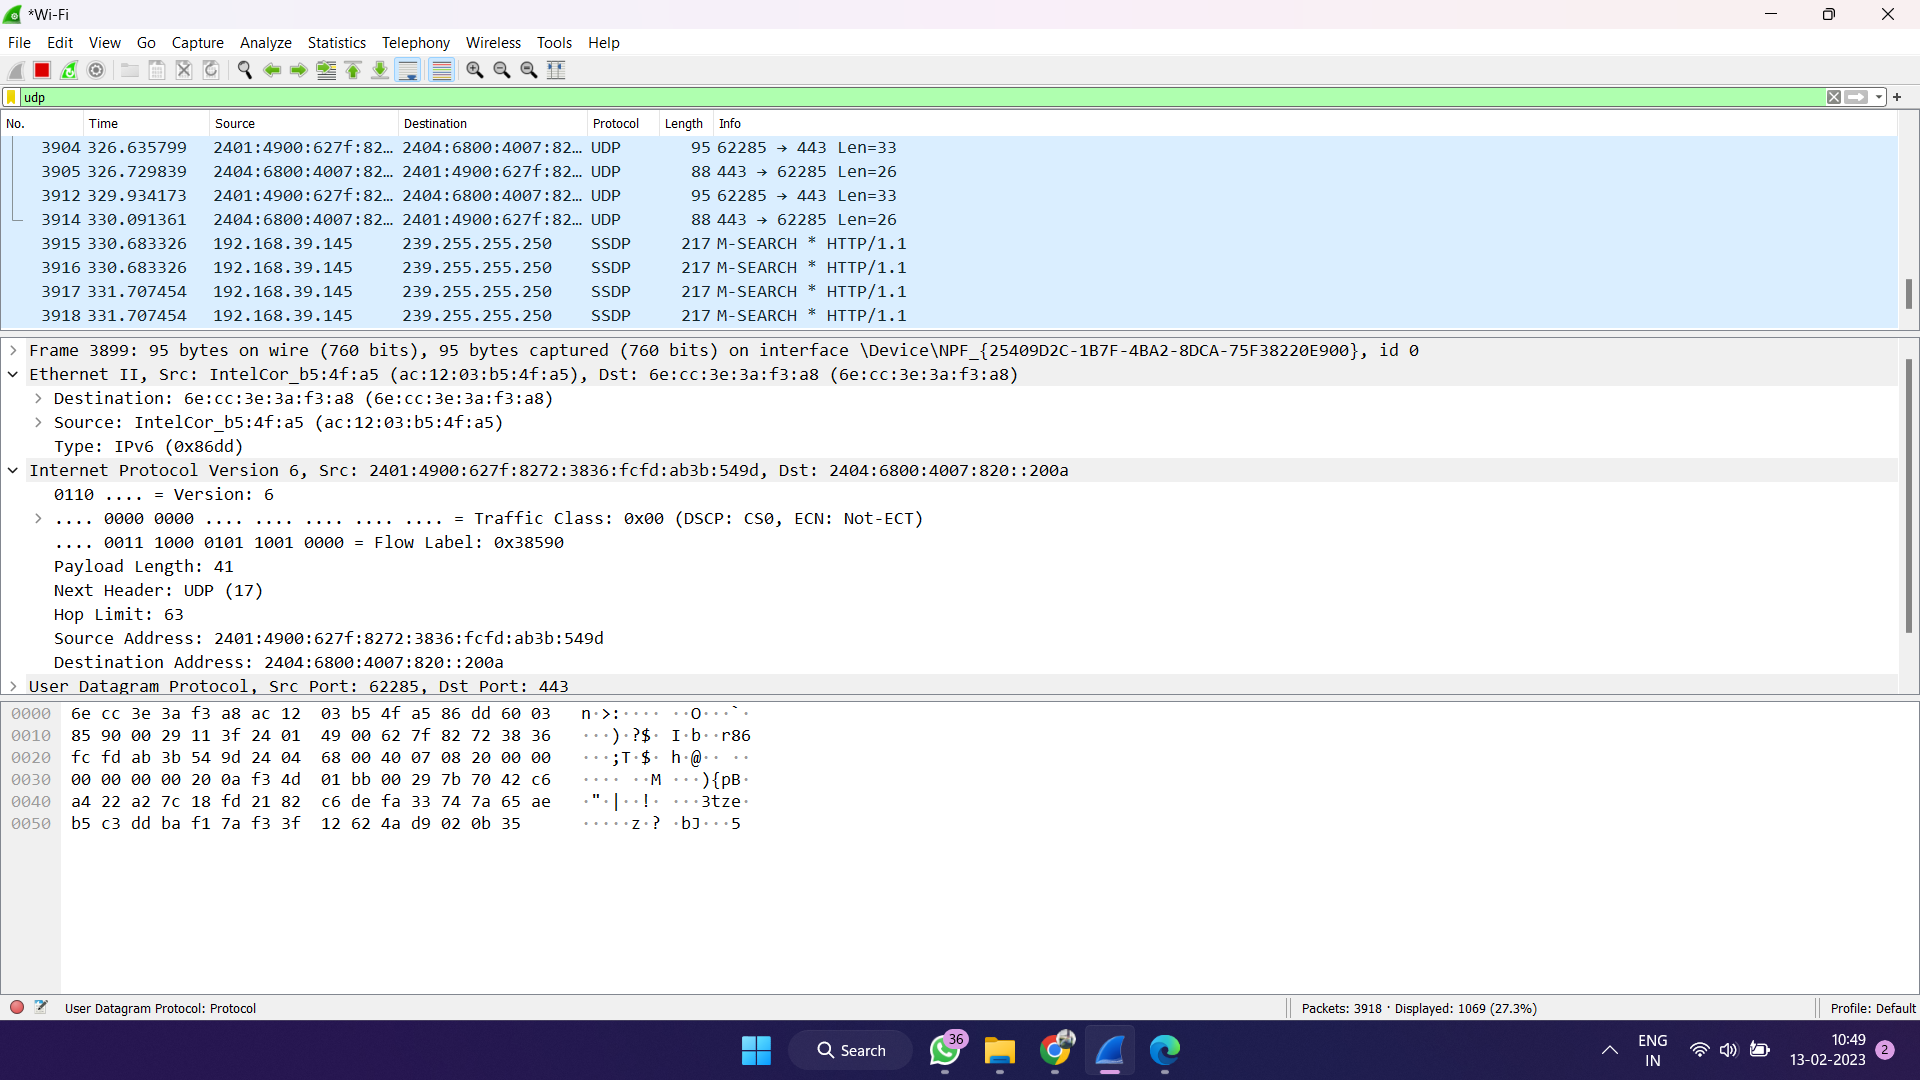 *Wi-Fi
File Edit View Go Capture Analyze Statistics Telephony Wireless Tools Help
udp
No. Time Source Destination Protocol Length Info
3904 326.635799 2401:4900:627f:82… 2404:6800:4007:82… UDP 95 62285 → 443 Len=33
3905 326.729839 2404:6800:4007:82… 2401:4900:627f:82… UDP 88 443 → 62285 Len=26
3912 329.934173 2401:4900:627f:82… 2404:6800:4007:82… UDP 95 62285 → 443 Len=33
3914 330.091361 2404:6800:4007:82… 2401:4900:627f:82… UDP 88 443 → 62285 Len=26
3915 330.683326 192.168.39.145 239.255.255.250 SSDP 217 M-SEARCH * HTTP/1.1
3916 330.683326 192.168.39.145 239.255.255.250 SSDP 217 M-SEARCH * HTTP/1.1
3917 331.707454 192.168.39.145 239.255.255.250 SSDP 217 M-SEARCH * HTTP/1.1
3918 331.707454 192.168.39.145 239.255.255.250 SSDP 217 M-SEARCH * HTTP/1.1
Frame 3899: 95 bytes on wire (760 bits), 95 bytes captured (760 bits) on interface \Device\NPF_{25409D2C-1B7F-4BA2-8DCA-75F38220E900}, id 0
Ethernet II, Src: IntelCor_b5:4f:a5 (ac:12:03:b5:4f:a5), Dst: 6e:cc:3e:3a:f3:a8 (6e:cc:3e:3a:f3:a8)
Destination: 6e:cc:3e:3a:f3:a8 (6e:cc:3e:3a:f3:a8)
Source: IntelCor_b5:4f:a5 (ac:12:03:b5:4f:a5)
Type: IPv6 (0x86dd)
Internet Protocol Version 6, Src: 2401:4900:627f:8272:3836:fcfd:ab3b:549d, Dst: 2404:6800:4007:820::200a
0110 .... = Version: 6
.... 0000 0000 .... .... .... .... .... = Traffic Class: 0x00 (DSCP: CS0, ECN: Not-ECT)
.... 0011 1000 0101 1001 0000 = Flow Label: 0x38590
Payload Length: 41
Next Header: UDP (17)
Hop Limit: 63
Source Address: 2401:4900:627f:8272:3836:fcfd:ab3b:549d
Destination Address: 2404:6800:4007:820::200a
User Datagram Protocol, Src Port: 62285, Dst Port: 443
0000 6e cc 3e 3a f3 a8 ac 12 03 b5 4f a5 86 dd 60 03 n·>:···· ··O···`·
0010 85 90 00 29 11 3f 24 01 49 00 62 7f 82 72 38 36 ···)·?$· I·b··r86
0020 fc fd ab 3b 54 9d 24 04 68 00 40 07 08 20 00 00 ···;T·$· h·@·· ··
0030 00 00 00 00 20 0a f3 4d 01 bb 00 29 7b 70 42 c6 ···· ··M ···){pB·
0040 a4 22 a2 7c 18 fd 21 82 c6 de fa 33 74 7a 65 ae ·"·|··!· ···3tze·
0050 b5 c3 dd ba f1 7a f3 3f 12 62 4a d9 02 0b 35 ·····z·? ·bJ···5
User Datagram Protocol: Protocol
Packets: 3918 · Displayed: 1069 (27.3%)
Profile: Default
Search
36
ENG
IN
10:49
13-02-2023
2